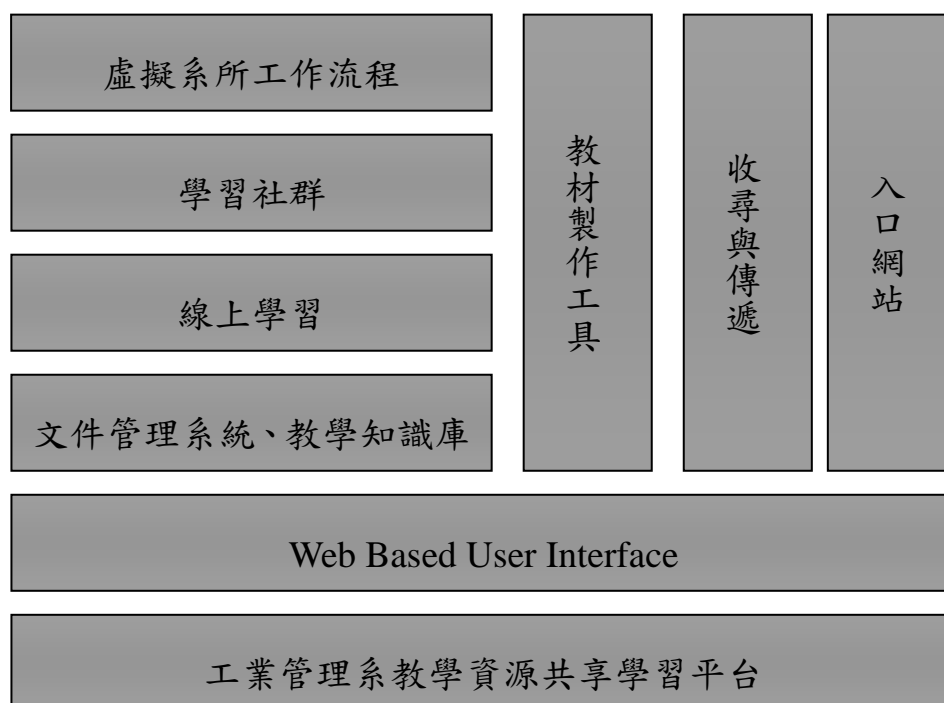 虛擬系所工作流程
學習社群
線上學習
文件管理系統、教學知識庫
教材製作工具
收尋與傳遞
入口網站
Web Based User Interface
工業管理系教學資源共享學習平台